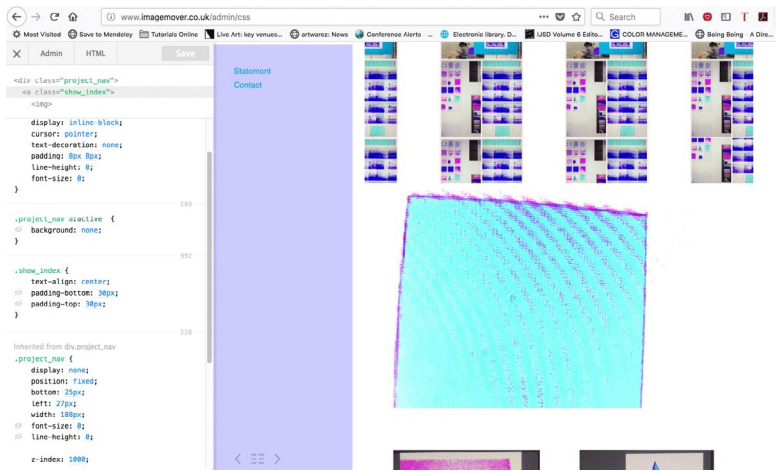 www.imagemover.co.uk/admin/css
Search
Most Visited
Save to Mendeley
Tutorials Online
Live Art: key venues...
artwarez: News
Conference Alerts
Electronic library. D...
IJSD Volume 6 Edito...
COLOR MANAGEME...
Boing Boing
A Dire...
Admin
HTML
Save
<div class="project_nav">
<a class="show_index">
<img>
display: inline-block;
cursor: pointer;
text-decoration: none;
padding: 8px 8px;
line-height: 0;
font-size: 0;
}
.project_nav a:active {
background: none;
}
992
.show_index {
text-align: center;
padding-bottom: 30px;
padding-top: 30px;
}
228
Inherited from div.project_nav
.project_nav {
display: none;
position: fixed;
bottom: 25px;
left: 27px;
width: 188px;
font-size: 0;
line-height: 0;
z-index: 1000;
Statement
Contact